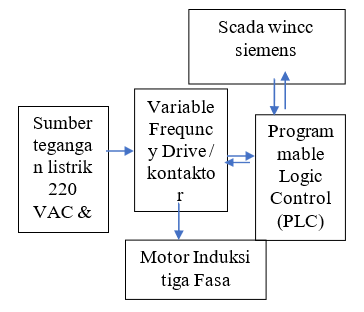 Scada wincc
siemens
Sumber
teganga
n listrik
220
VAC &
Variable
Frequnc
y Drive /
kontakto
r
Program
mable
Logic
Control
(PLC)
Motor Induksi
tiga Fasa